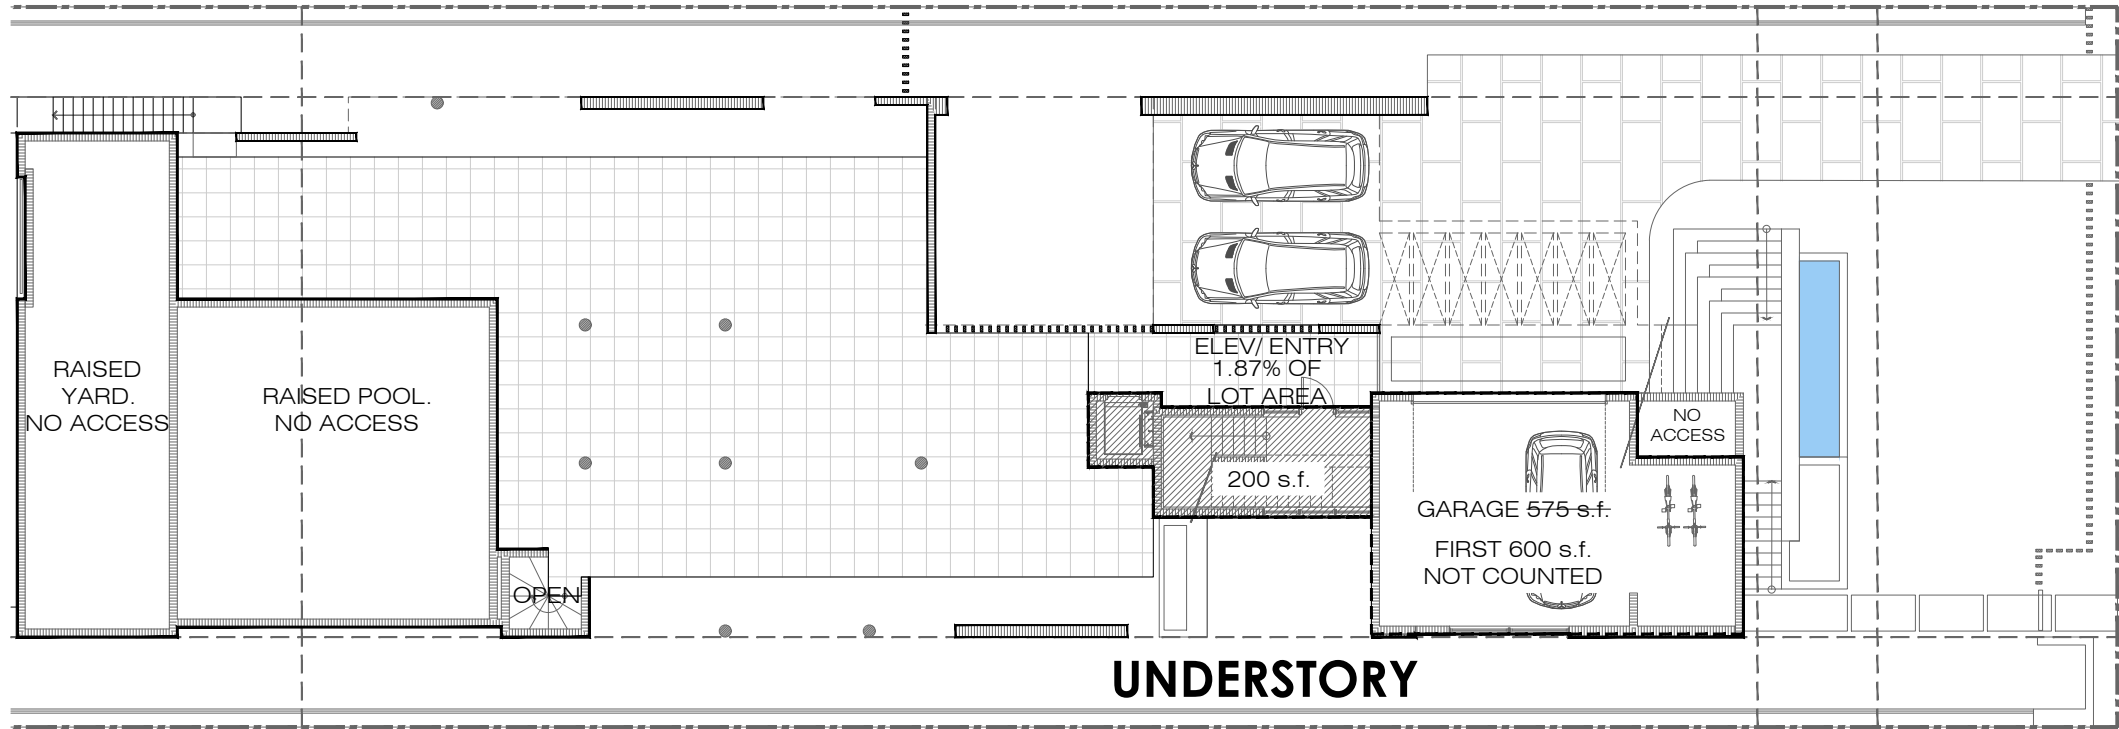 RAISED
YARD.
NO ACCESS
RAISED POOL.
NO ACCESS
OPEN
ELEV/ ENTRY
1.87% OF
LOT AREA
200 s.f.
NO
ACCESS
GARAGE 575 s.f.
FIRST 600 s.f.
NOT COUNTED
UNDERSTORY